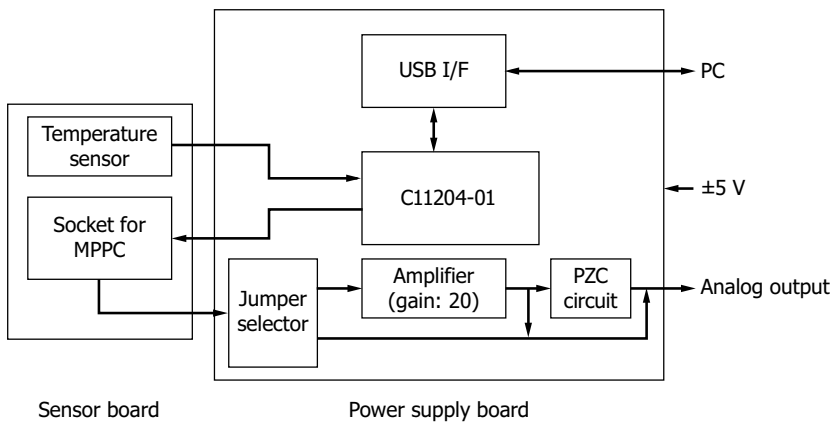 USB I/F
PC
Temperature
sensor
C11204-01
±5 V
Socket for
MPPC
Jumper
selector
Amplifier
(gain: 20)
PZC
circuit
Analog output
Sensor board
Power supply board